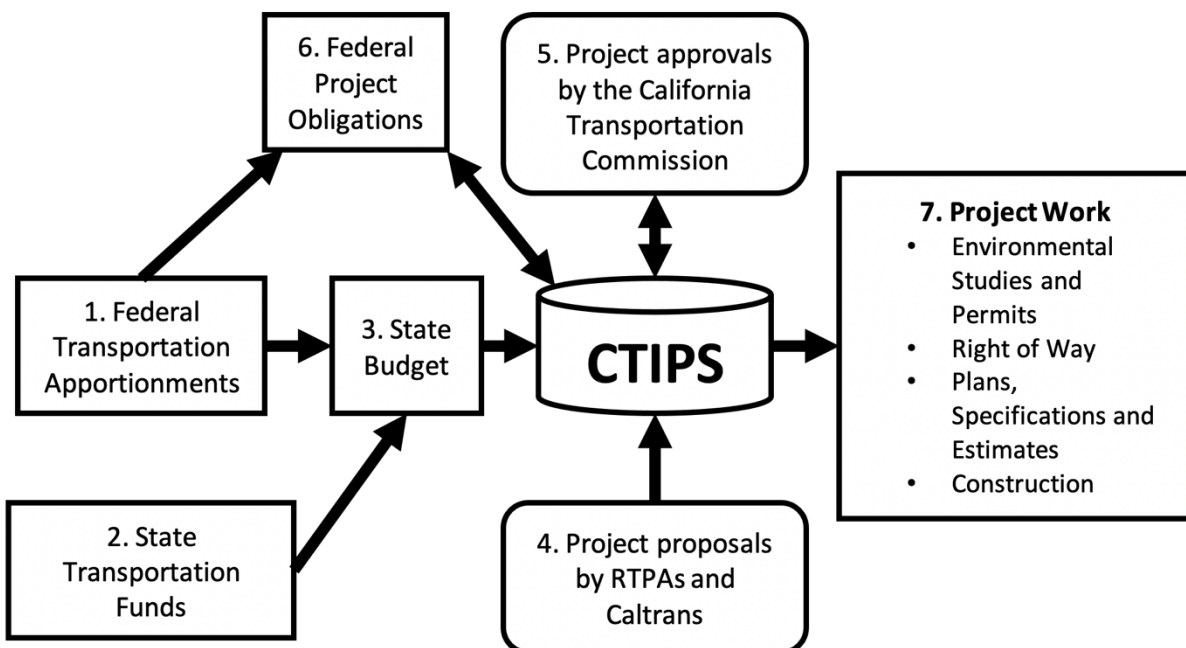 6. Federal
Project
Obligations
5. Project approvals
by the California
Transportation
Commission
7. Project Work
• Environmental
Studies and
Permits
• Right of Way
• Plans,
Specifications and
Estimates
• Construction
1. Federal
Transportation
Apportionments
3. State
Budget
CTIPS
2. State
Transportation
Funds
4. Project proposals
by RTPAs and
Caltrans